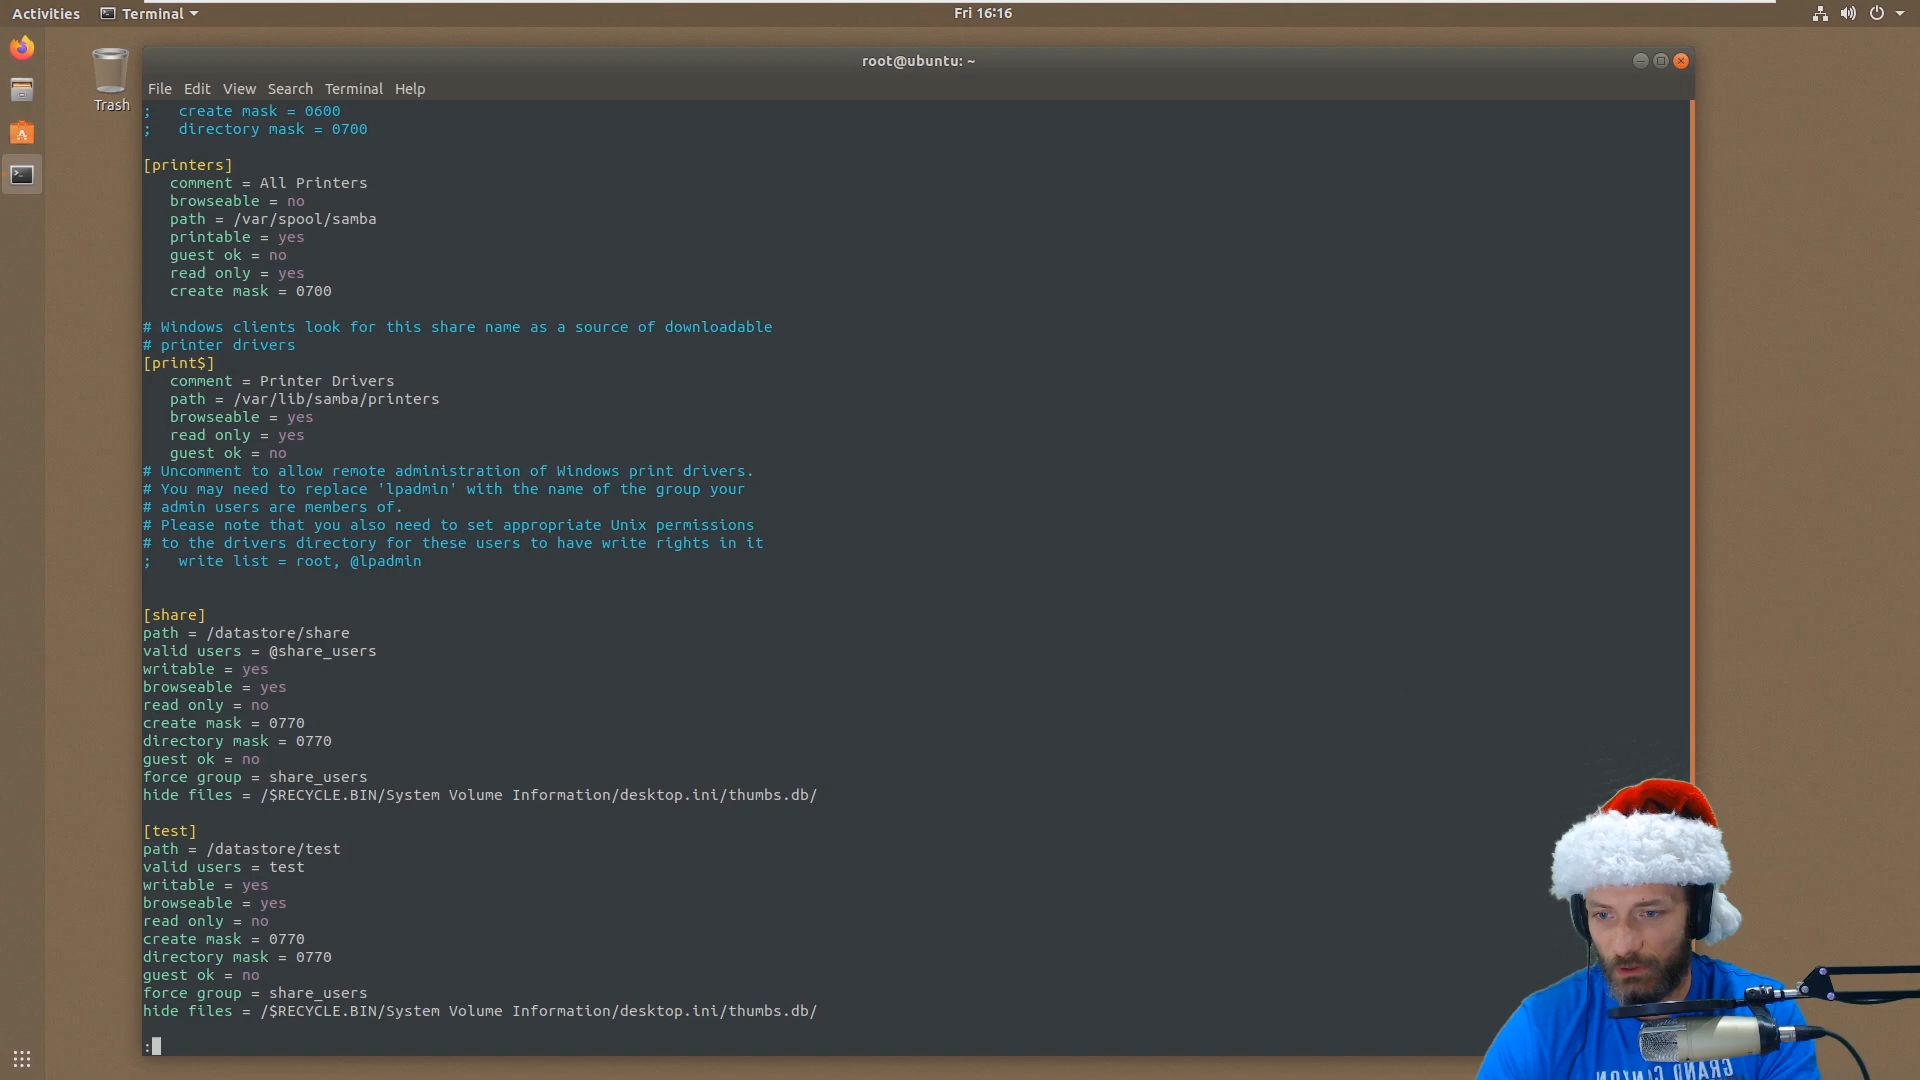 Activities
Terminal
Fri 16:16
Trash
root@ubuntu: ~
File Edit View Search Terminal Help
;   create mask = 0600
;   directory mask = 0700
[printers]
   comment = All Printers
   browseable = no
   path = /var/spool/samba
   printable = yes
   guest ok = no
   read only = yes
   create mask = 0700
# Windows clients look for this share name as a source of downloadable
# printer drivers
[print$]
   comment = Printer Drivers
   path = /var/lib/samba/printers
   browseable = yes
   read only = yes
   guest ok = no
# Uncomment to allow remote administration of Windows print drivers.
# You may need to replace 'lpadmin' with the name of the group your
# admin users are members of.
# Please note that you also need to set appropriate Unix permissions
# to the drivers directory for these users to have write rights in it
;   write list = root, @lpadmin
[share]
path = /datastore/share
valid users = @share_users
writable = yes
browseable = yes
read only = no
create mask = 0770
directory mask = 0770
guest ok = no
force group = share_users
hide files = /$RECYCLE.BIN/System Volume Information/desktop.ini/thumbs.db/
[test]
path = /datastore/test
valid users = test
writable = yes
browseable = yes
read only = no
create mask = 0770
directory mask = 0770
guest ok = no
force group = share_users
hide files = /$RECYCLE.BIN/System Volume Information/desktop.ini/thumbs.db/
:
GRAND CANYON